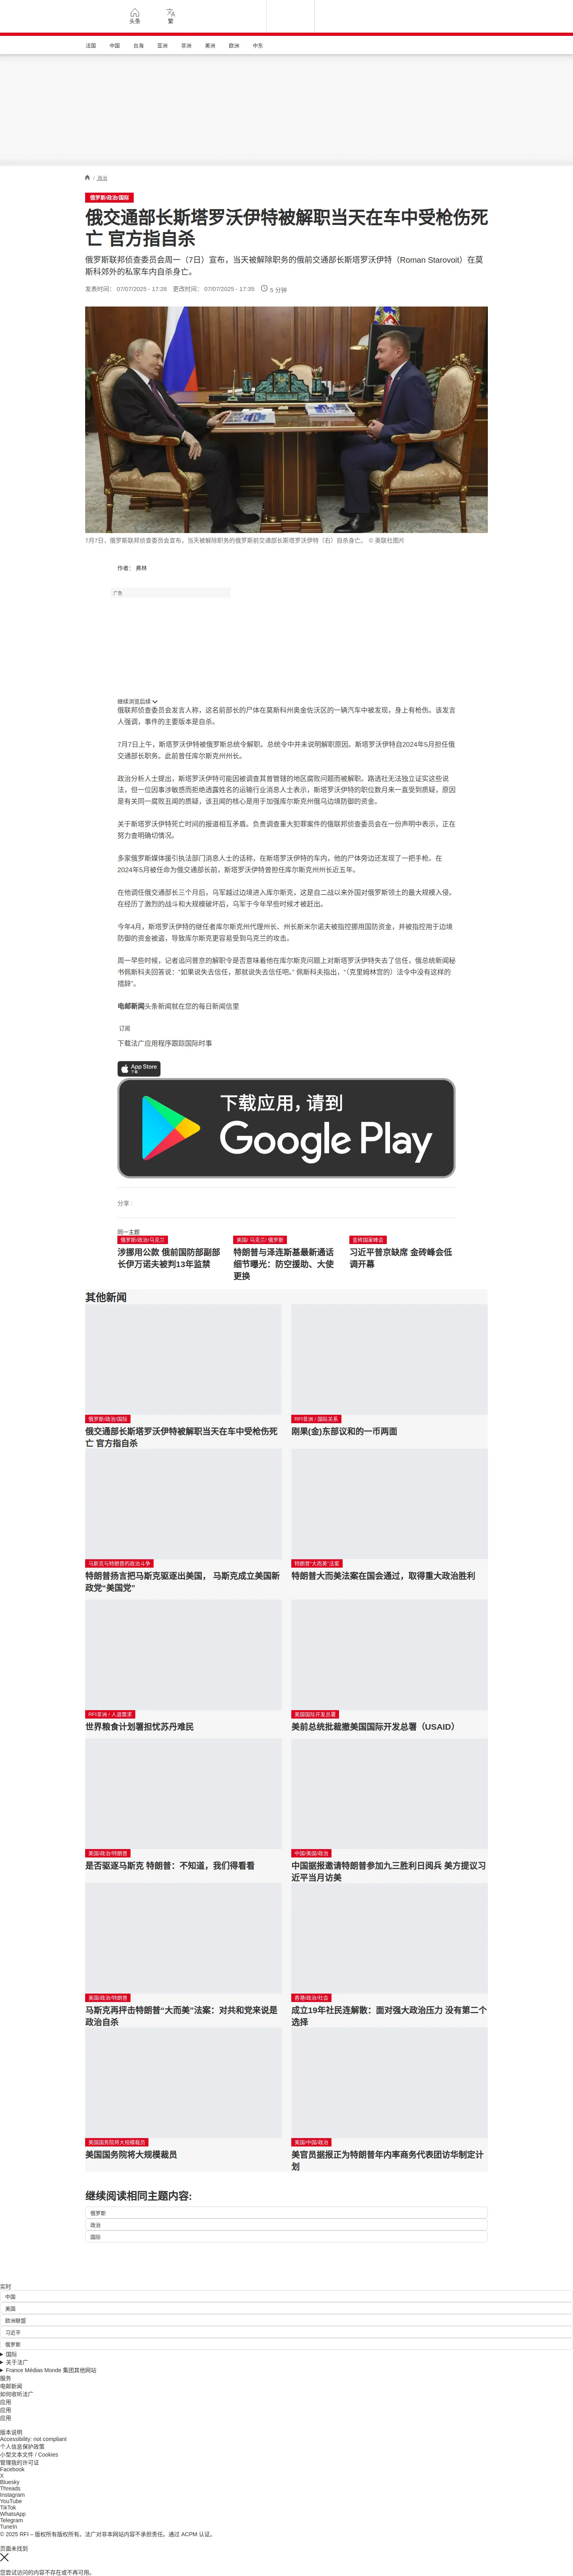 头条
繁
法国
中国
台海
亚洲
非洲
美洲
欧洲
中东
/ 政治
俄罗斯/政治/国际
俄交通部长斯塔罗沃伊特被解职当天在车中受枪伤死
亡 官方指自杀
俄罗斯联邦侦查委员会周一（7日）宣布，当天被解除职务的俄前交通部长斯塔罗沃伊特（Roman Starovoit）在莫
斯科郊外的私家车内自杀身亡。
发表时间： 07/07/2025 - 17:28 更改时间： 07/07/2025 - 17:35 5 分钟
7月7日，俄罗斯联邦侦查委员会宣布，当天被解除职务的俄罗斯前交通部长斯塔罗沃伊特（右）自杀身亡。 © 美联社图片
作者： 弗林
广告
继续浏览后续
俄联邦侦查委员会发言人称，这名前部长的尸体在莫斯科州奥金佐沃区的一辆汽车中被发现，身上有枪伤。该发言
人强调，事件的主要版本是自杀。
7月7日上午，斯塔罗沃伊特被俄罗斯总统令解职。总统令中并未说明解职原因。斯塔罗沃伊特自2024年5月担任俄
交通部长职务。此前曾任库尔斯克州州长。
政治分析人士提出，斯塔罗沃伊特可能因被调查其曾管辖的地区腐败问题而被解职。路透社无法独立证实这些说
法，但一位因事涉敏感而拒绝透露姓名的运输行业消息人士表示，斯塔罗沃伊特的职位数月来一直受到质疑，原因
是有关同一腐败丑闻的质疑，该丑闻的核心是用于加强库尔斯克州俄乌边境防御的资金。
关于斯塔罗沃伊特死亡时间的报道相互矛盾。负责调查重大犯罪案件的俄联邦侦查委员会在一份声明中表示，正在
努力查明确切情况。
多家俄罗斯媒体援引执法部门消息人士的话称，在斯塔罗沃伊特的车内，他的尸体旁边还发现了一把手枪。在
2024年5月被任命为俄交通部长前，斯塔罗沃伊特曾担任库尔斯克州州长近五年。
在他调任俄交通部长三个月后，乌军越过边境进入库尔斯克，这是自二战以来外国对俄罗斯领土的最大规模入侵。
在经历了激烈的战斗和大规模破坏后，乌军于今年早些时候才被赶出。
今年4月，斯塔罗沃伊特的继任者库尔斯克州代理州长、州长斯米尔诺夫被指控挪用国防资金，并被指控用于边境
防御的资金被盗，导致库尔斯克更容易受到乌克兰的攻击。
周一早些时候，记者追问普京的解职令是否意味着他在库尔斯克问题上对斯塔罗沃伊特失去了信任，俄总统新闻秘
书佩斯科夫回答说：“如果说失去信任，那就说失去信任吧。” 佩斯科夫指出，“（克里姆林宫的）法令中没有这样的
措辞”。
电邮新闻头条新闻就在您的每日新闻信里
订阅
下载法广应用程序跟踪国际时事
App Store
下载
下载应用，请到
Google Play
分享 :
同一主题
俄罗斯/政治/乌克兰
涉挪用公款 俄前国防部副部
长伊万诺夫被判13年监禁
美国/ 乌克兰/ 俄罗斯
特朗普与泽连斯基最新通话
细节曝光：防空援助、大使
更换
金砖国家峰会
习近平普京缺席 金砖峰会低
调开幕
其他新闻
俄罗斯/政治/国际
俄交通部长斯塔罗沃伊特被解职当天在车中受枪伤死
亡 官方指自杀
RFI非洲 / 国际关系
刚果(金)东部议和的一币两面
马斯克与特朗普的政治斗争
特朗普扬言把马斯克驱逐出美国， 马斯克成立美国新
政党“美国党”
特朗普“大而美”法案
特朗普大而美法案在国会通过，取得重大政治胜利
RFI非洲 / 人道需求
世界粮食计划署担忧苏丹难民
美国国际开发总署
美前总统批裁撤美国国际开发总署（USAID）
美国/政治/特朗普
是否驱逐马斯克 特朗普：不知道，我们得看看
中国/美国/政治
中国据报邀请特朗普参加九三胜利日阅兵 美方提议习
近平当月访美
美国/政治/特朗普
马斯克再抨击特朗普“大而美”法案：对共和党来说是
政治自杀
香港/政治/社会
成立19年社民连解散：面对强大政治压力 没有第二个
选择
美国国务院将大规模裁员
美国国务院将大规模裁员
美国/中国/政治
美官员据报正为特朗普年内率商务代表团访华制定计
划
继续阅读相同主题内容:
俄罗斯
政治
国际
实时
中国
美国
欧洲联盟
习近平
俄罗斯
国际
关于法广
France Médias Monde 集团其他网站
服务
电邮新闻
如何收听法广
应用
应用
应用
版本说明
Accessibility: not compliant
个人信息保护政策
小型文本文件 / Cookies
管理我的许可证
Facebook
X
Bluesky
Threads
Instagram
YouTube
TikTok
WhatsApp
Telegram
TuneIn
© 2025 RFI – 版权所有版权所有。法广对非本网站内容不承担责任。通过 ACPM 认证。
页面未找到
您尝试访问的内容不存在或不再可用。